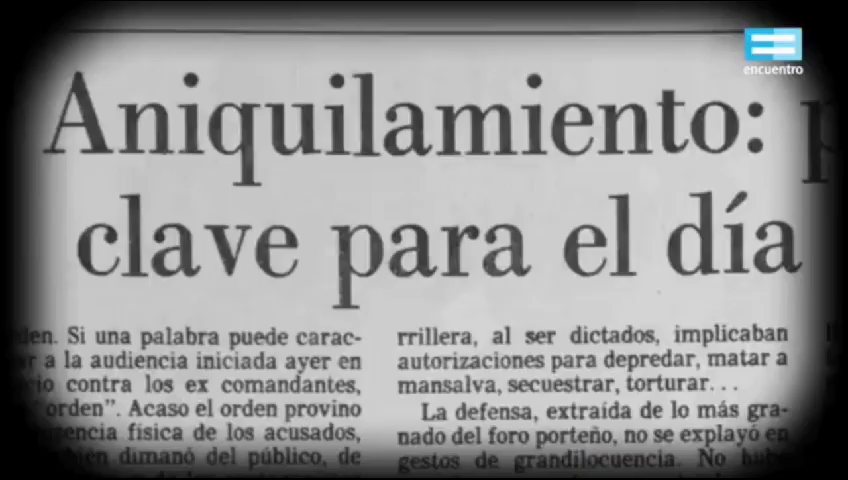 encuentro
Aniquilamiento:
clave para el día
Si una palabra puede carac-
a la audiencia iniciada ayer en
contra los ex comandantes,
"orden". Acaso el orden provino
física de los acusados,
dimanó del público, de
rrillera, al ser dictados, implicaban
autorizaciones para depredar, matar a
mansalva, secuestrar, torturar...
La defensa, extraída de lo más gra-
nado del foro porteño, no se explayó en
gestos de grandilocuencia. No hubo